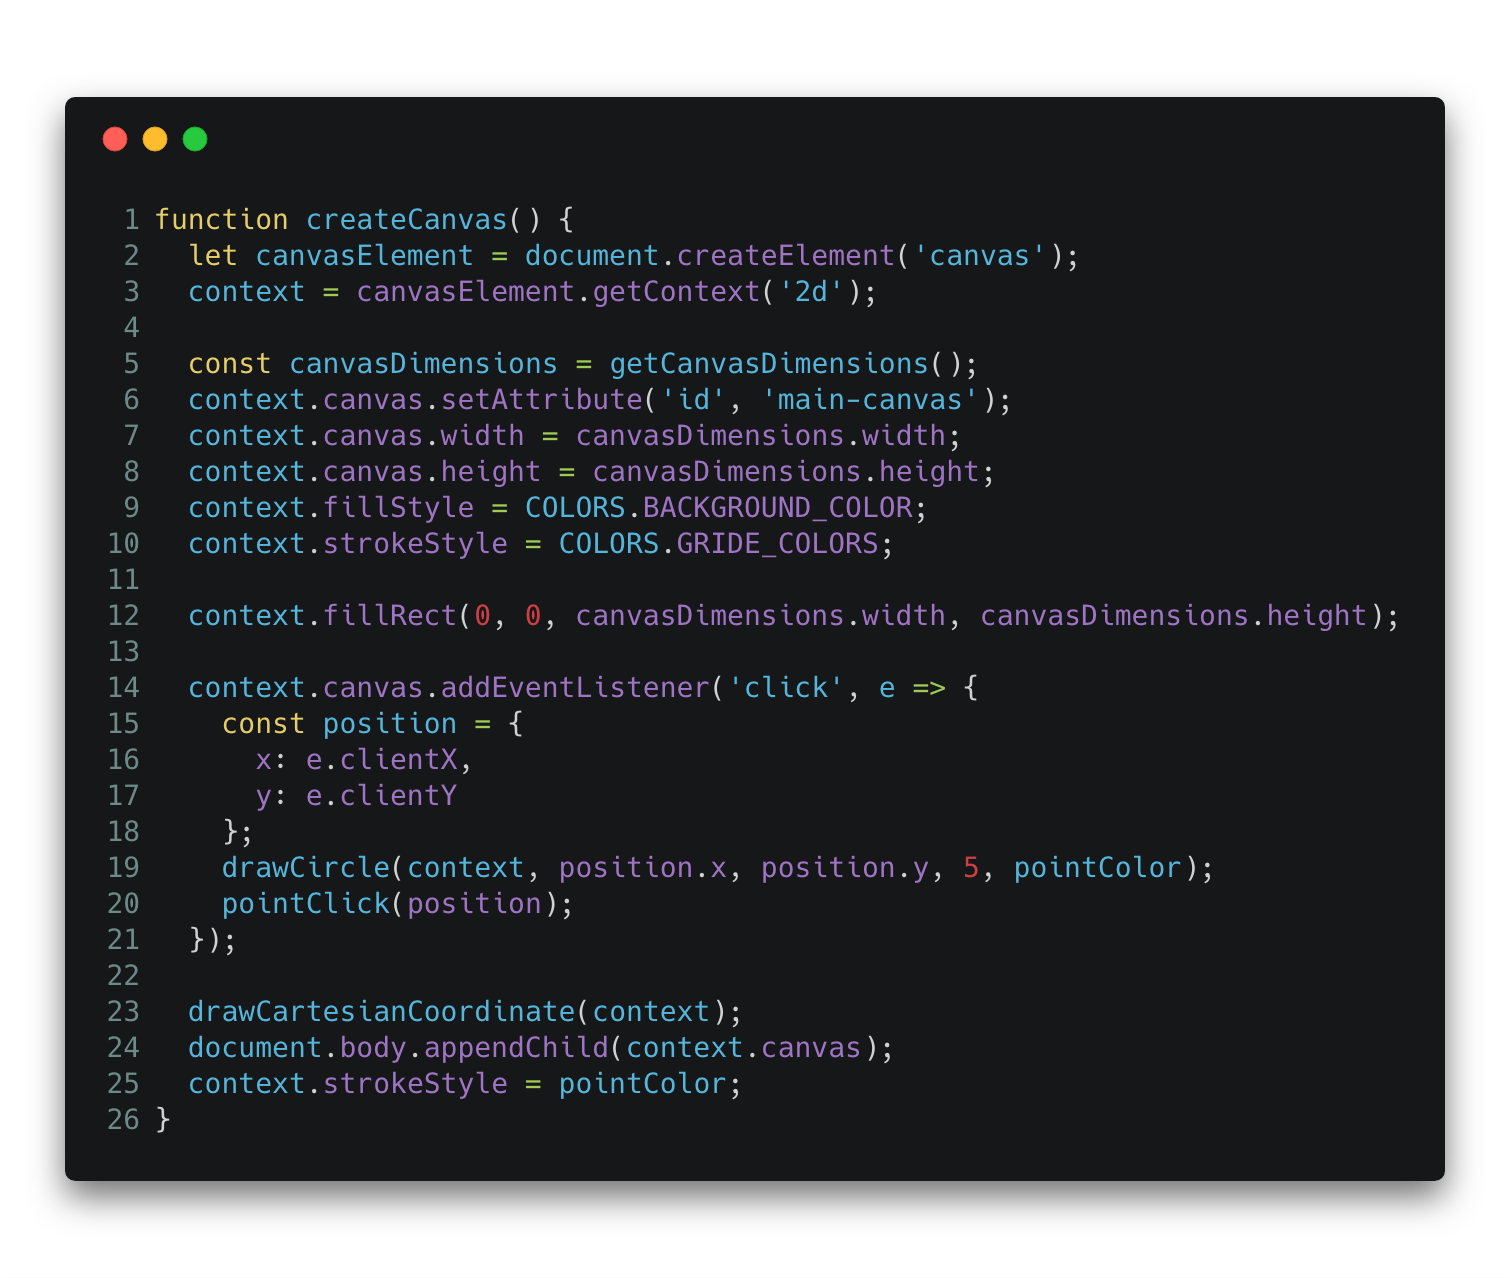 1 function createCanvas() {
2   let canvasElement = document.createElement('canvas');
3   context = canvasElement.getContext('2d');
4
5   const canvasDimensions = getCanvasDimensions();
6   context.canvas.setAttribute('id', 'main-canvas');
7   context.canvas.width = canvasDimensions.width;
8   context.canvas.height = canvasDimensions.height;
9   context.fillStyle = COLORS.BACKGROUND_COLOR;
10   context.strokeStyle = COLORS.GRIDE_COLORS;
11
12   context.fillRect(0, 0, canvasDimensions.width, canvasDimensions.height);
13
14   context.canvas.addEventListener('click', e => {
15     const position = {
16       x: e.clientX,
17       y: e.clientY
18     };
19     drawCircle(context, position.x, position.y, 5, pointColor);
20     pointClick(position);
21   });
22
23   drawCartesianCoordinate(context);
24   document.body.appendChild(context.canvas);
25   context.strokeStyle = pointColor;
26 }